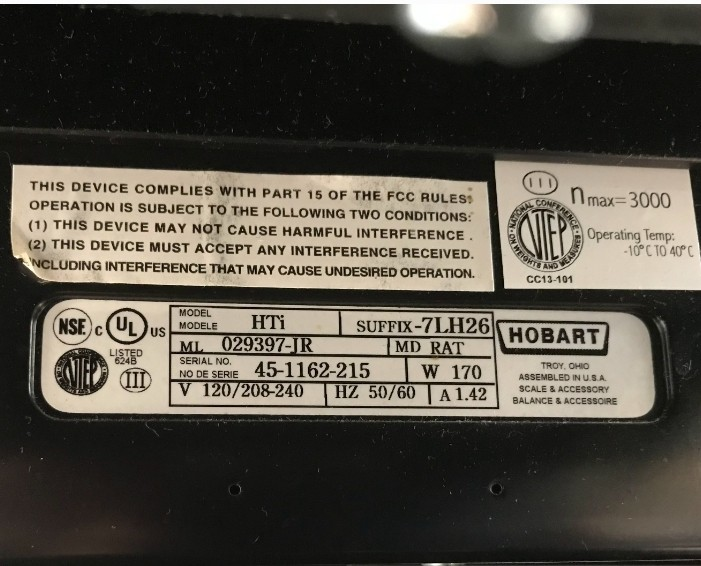 THIS DEVICE COMPLIES WITH PART 15 OF THE FCC RULES:
OPERATION IS SUBJECT TO THE FOLLOWING TWO CONDITIONS:
(1) THIS DEVICE MAY NOT CAUSE HARMFUL INTERFERENCE .
(2) THIS DEVICE MUST ACCEPT ANY INTERFERENCE RECEIVED.
INCLUDING INTERFERENCE THAT MAY CAUSE UNDESIRED OPERATION.
III
n max=3000
NATIONAL CONFERENCE ON WEIGHTS AND MEASURES
NTEP
Operating Temp:
-10°C TO 40°C
CC13-101
NSF
C UL US
LISTED
624B
NTEP
III
MODEL
MODELE HTi SUFFIX-7LH26
ML 029397-JR MD RAT
SERIAL NO.
NO DE SERIE 45-1162-215 W 170
V 120/208-240 HZ 50/60 A 1.42
HOBART
TROY, OHIO
ASSEMBLED IN U.S.A.
SCALE & ACCESSORY
BALANCE & ACCESSOIRE